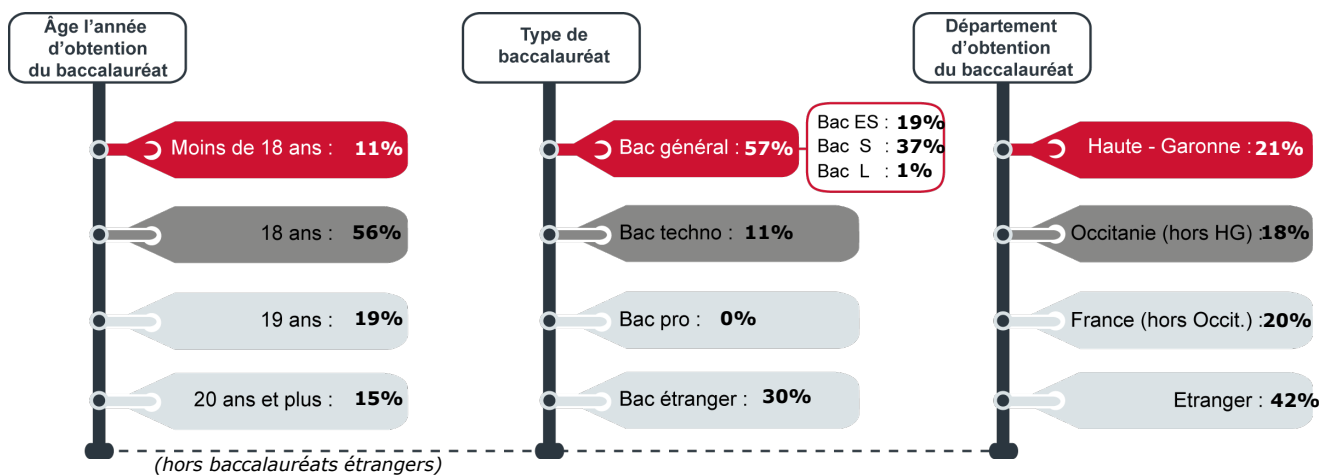 Âge l'année
d'obtention
du baccalauréat
Moins de 18 ans : 11%
18 ans : 56%
19 ans : 19%
20 ans et plus : 15%
(hors baccalauréats étrangers)
Type de
baccalauréat
Bac général : 57%
Bac ES : 19%
Bac S : 37%
Bac L : 1%
Bac techno : 11%
Bac pro : 0%
Bac étranger : 30%
Département
d'obtention
du baccalauréat
Haute - Garonne : 21%
Occitanie (hors HG) : 18%
France (hors Occit.) : 20%
Etranger : 42%